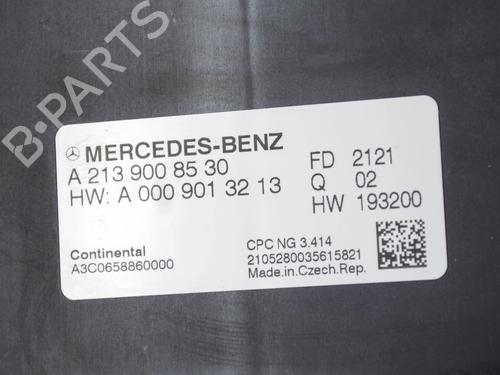 B-PARTS
MERCEDES-BENZ
A 213 900 85 30
HW: A 000 901 32 13
FD 2121
Q 02
HW 193200
Continental
A3C0658860000
CPC NG 3.414
2105280035615821
Made.in.Czech.Rep.